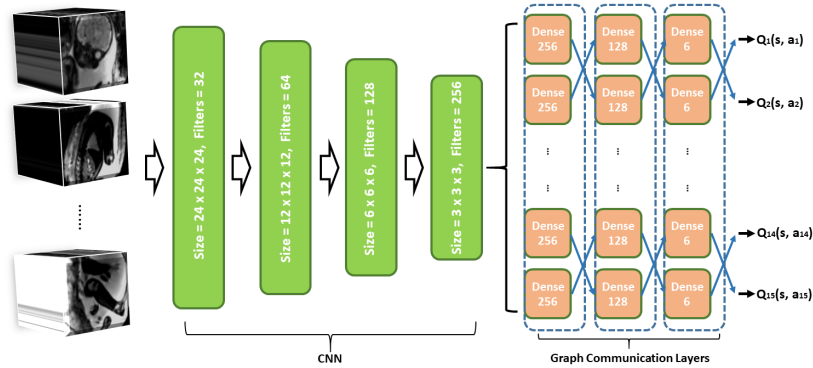 Size = 24 x 24 x 24, Filters = 32
Size = 12 x 12 x 12, Filters = 64
Size = 6 x 6 x 6, Filters = 128
Size = 3 x 3 x 3, Filters = 256
CNN
Dense
256
Dense
128
Dense
6
Q1(s, a1)
Dense
256
Dense
128
Dense
6
Q2(s, a2)
Dense
256
Dense
128
Dense
6
Q14(s, a14)
Dense
256
Dense
128
Dense
6
Q15(s, a15)
Graph Communication Layers